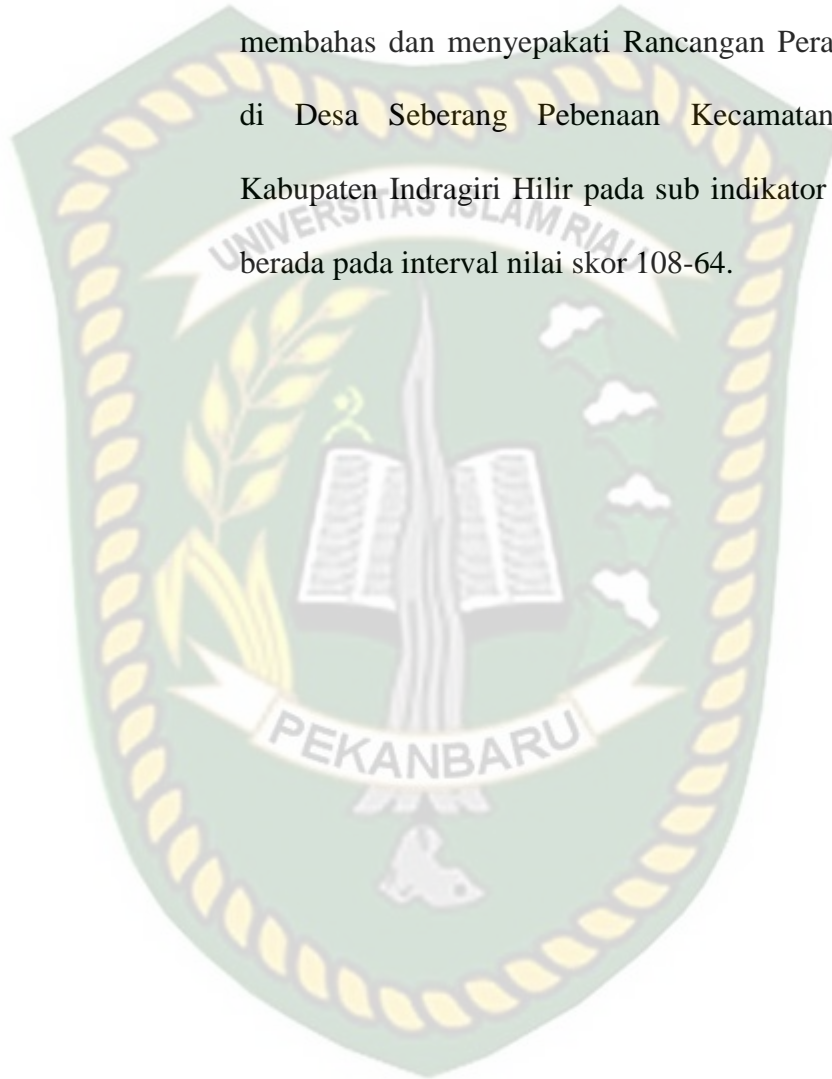 membahas dan menyepakati Rancangan Pera
di Desa Seberang Pebenaan Kecamatan
Kabupaten Indragiri Hilir pada sub indikator
berada pada interval nilai skor 108-64.
UNIVERSITAS ISLAM RIAU
PEKANBARU